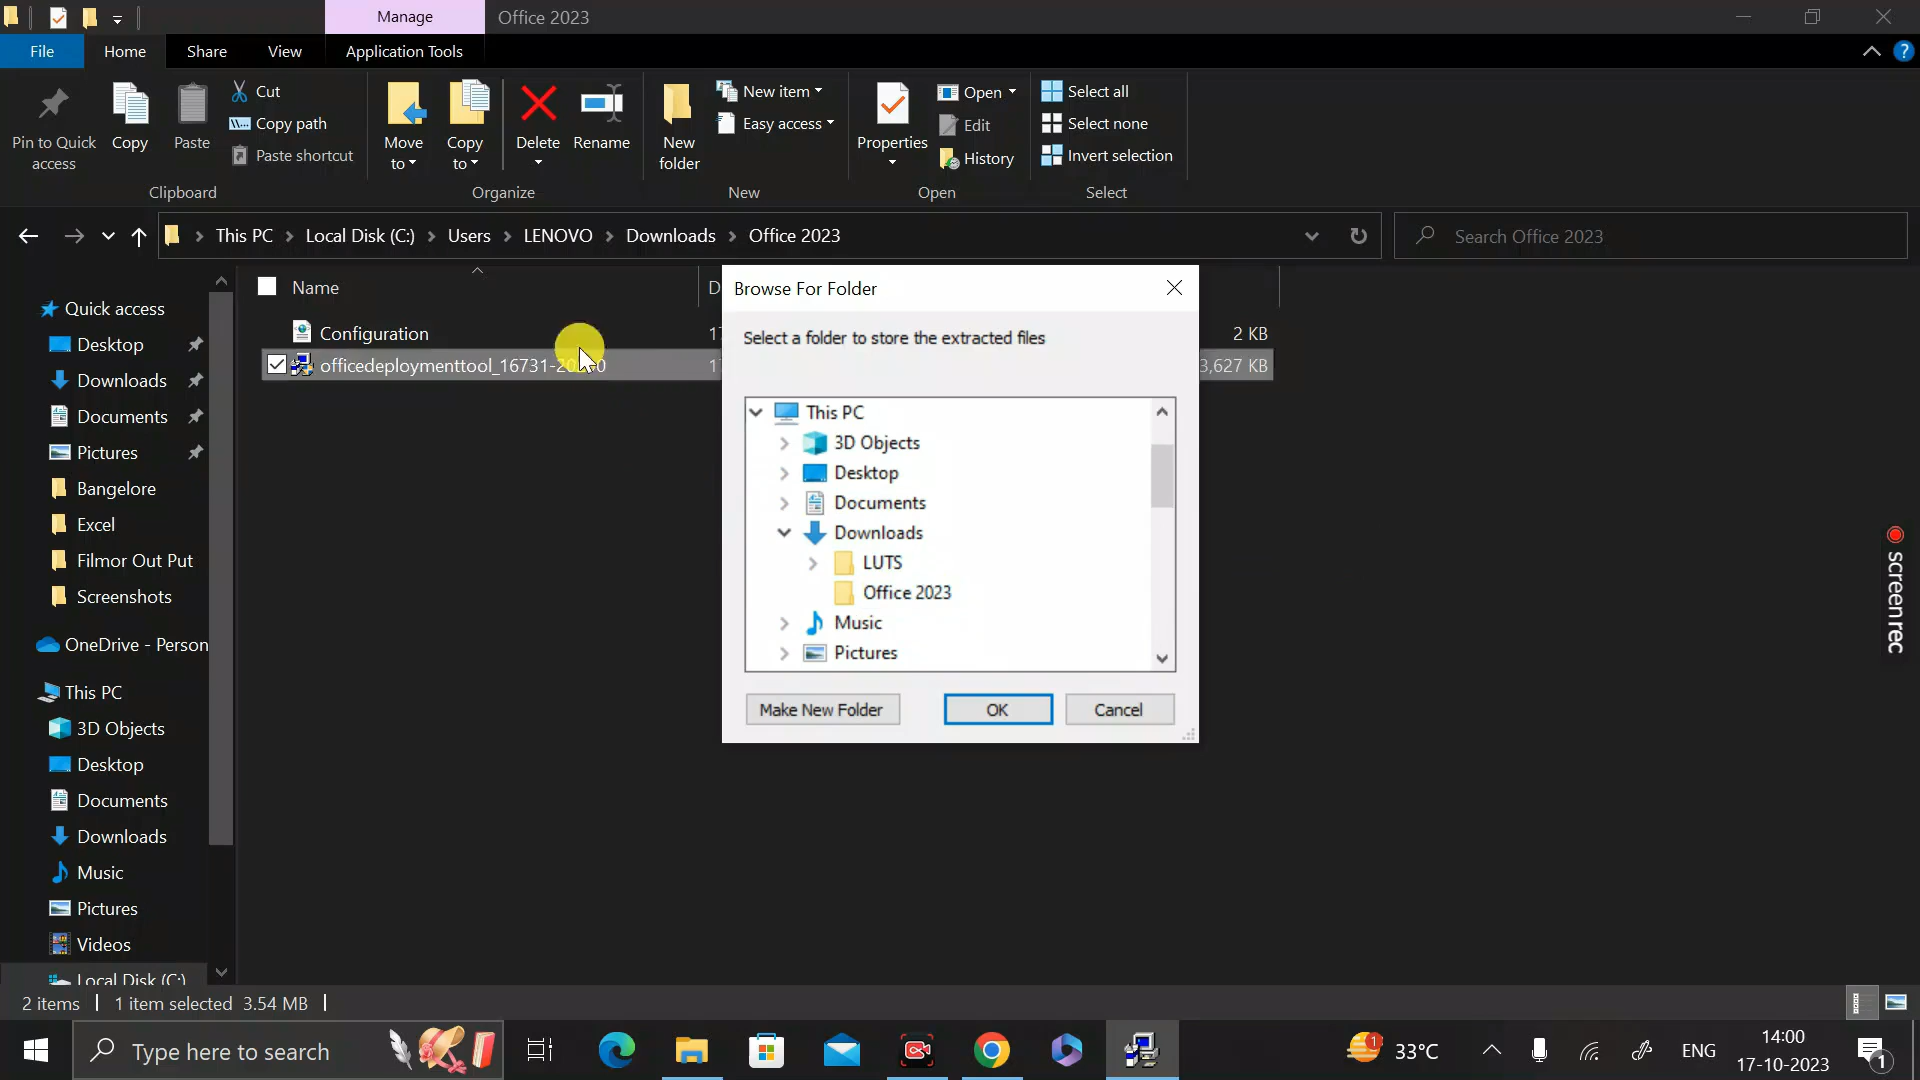 Manage
Office 2023
File
Home
Share
View
Application Tools
Pin to Quick access
Copy
Paste
Cut
Copy path
Paste shortcut
Clipboard
Move to
Copy to
Delete
Rename
Organize
New folder
New item
Easy access
New
Properties
Open
Edit
History
Open
Select all
Select none
Invert selection
Select
This PC
Local Disk (C:)
Users
LENOVO
Downloads
Office 2023
Search Office 2023
Name
D
Configuration
17
2 KB
officedeploymenttool_16731-20
0
17
3,627 KB
Quick access
Desktop
Downloads
Documents
Pictures
Bangelore
Excel
Filmor Out Put
Screenshots
OneDrive - Person
This PC
3D Objects
Desktop
Documents
Downloads
Music
Pictures
Videos
Local Disk (C:)
Browse For Folder
Select a folder to store the extracted files
This PC
3D Objects
Desktop
Documents
Downloads
LUTS
Office 2023
Music
Pictures
Make New Folder
OK
Cancel
screenrec
2 items
1 item selected 3.54 MB
Type here to search
1
33°C
ENG
14:00
17-10-2023
1